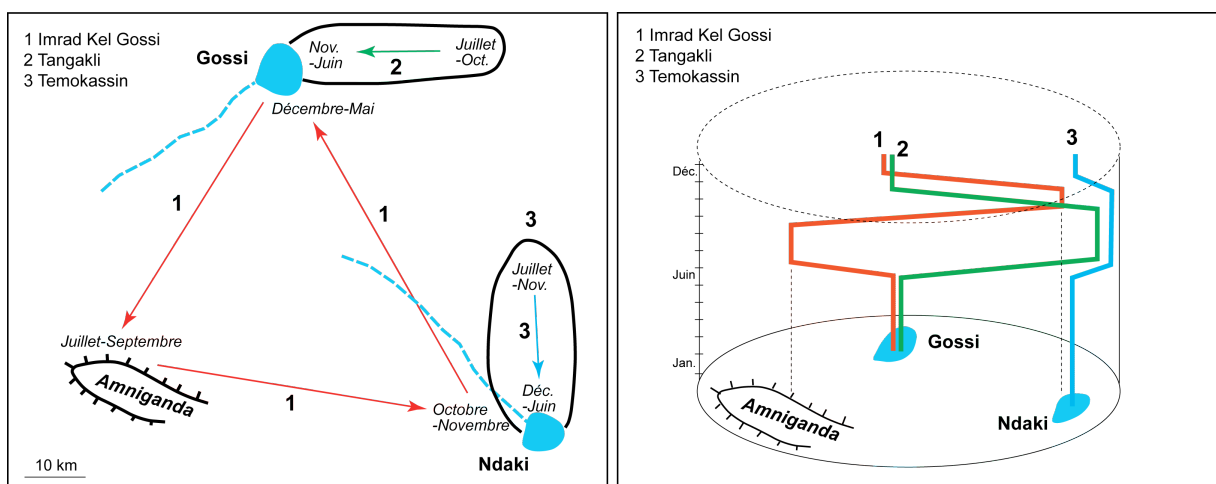 1 Imrad Kel Gossi
2 Tangakli
3 Temokassin
Gossi
Nov.
-Juin
2
Juillet
-Oct.
Décembre-Mai
1
1
3
Juillet
-Nov.
3
Juillet-Septembre
Amniganda
1
Déc.
-Juin
Octobre
-Novembre
Ndaki
10 km
1 Imrad Kel Gossi
2 Tangakli
3 Temokassin
1
2
3
Déc.
Juin
Jan.
Gossi
Amniganda
Ndaki